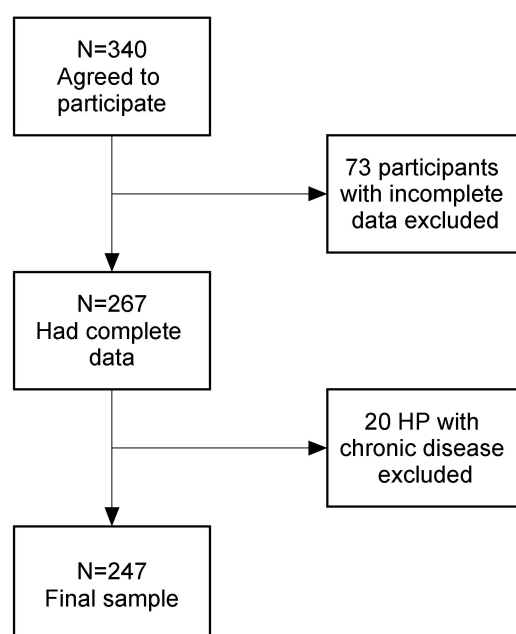 N=340
Agreed to
participate
73 participants
with incomplete
data excluded
N=267
Had complete
data
20 HP with
chronic disease
excluded
N=247
Final sample